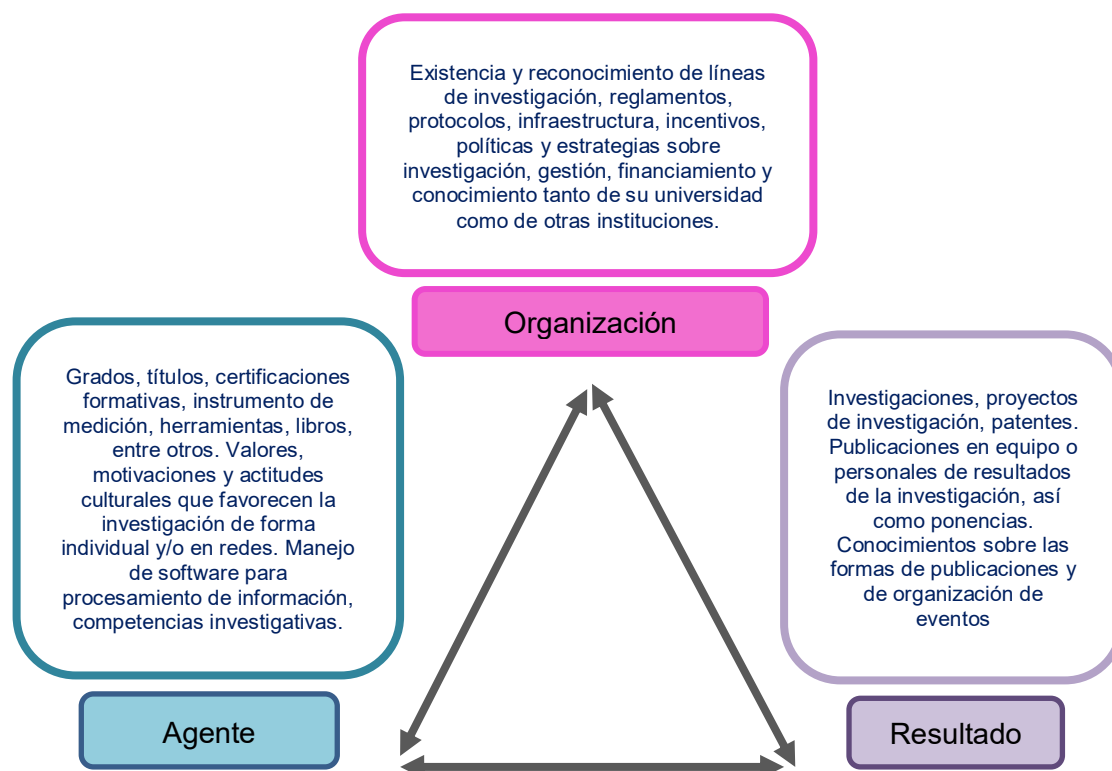 Existencia y reconocimiento de líneas
de investigación, reglamentos,
protocolos, infraestructura, incentivos,
políticas y estrategias sobre
investigación, gestión, financiamiento y
conocimiento tanto de su universidad
como de otras instituciones.
Organización
Grados, títulos, certificaciones
formativas, instrumento de
medición, herramientas, libros,
entre otros. Valores,
motivaciones y actitudes
culturales que favorecen la
investigación de forma
individual y/o en redes. Manejo
de software para
procesamiento de información,
competencias investigativas.
Agente
Investigaciones, proyectos
de investigación, patentes.
Publicaciones en equipo o
personales de resultados
de la investigación, así
como ponencias.
Conocimientos sobre las
formas de publicaciones y
de organización de
eventos
Resultado